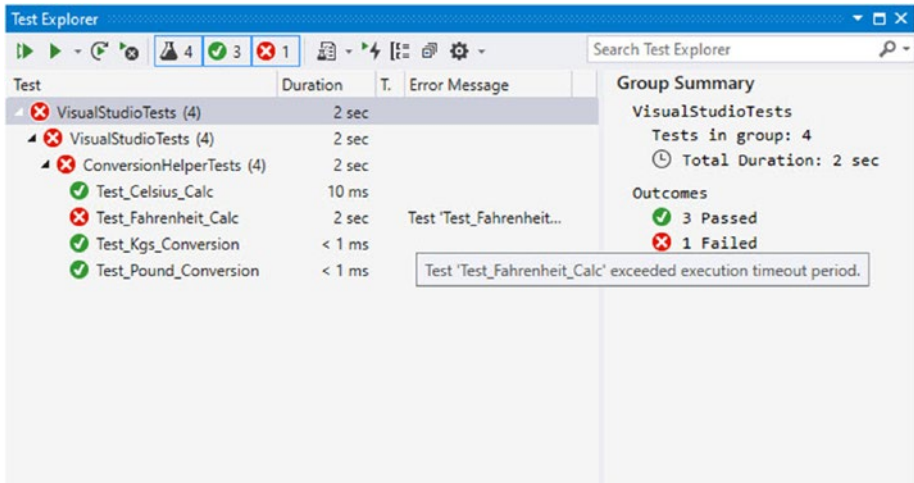 Test Explorer
4 3 1 Search Test Explorer
Test Duration T. Error Message
VisualStudioTests (4) 2 sec
VisualStudioTests (4) 2 sec
ConversionHelperTests (4) 2 sec
Test_Celsius_Calc 10 ms
Test_Fahrenheit_Calc 2 sec Test 'Test_Fahrenheit...
Test_Kgs_Conversion < 1 ms
Test_Pound_Conversion < 1 ms
Group Summary
VisualStudioTests
Tests in group: 4
Total Duration: 2 sec
Outcomes
3 Passed
1 Failed
Test 'Test_Fahrenheit_Calc' exceeded execution timeout period.